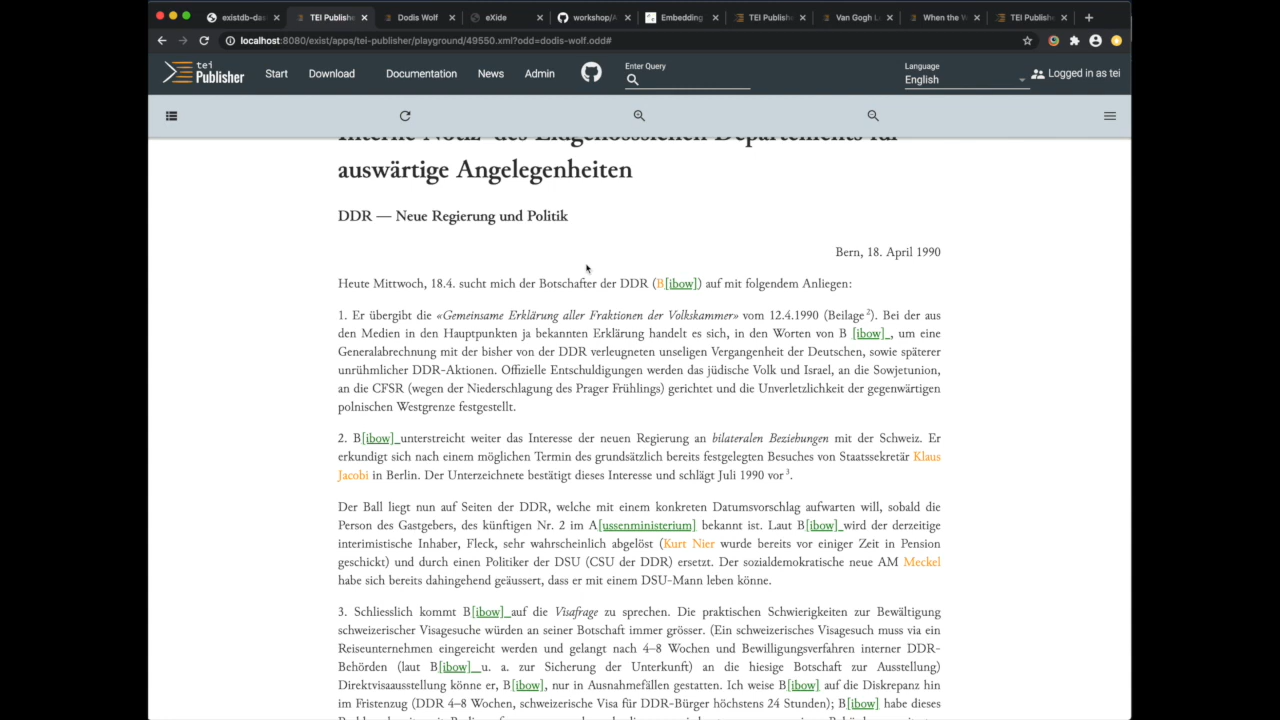 existdb-das
TEI Publishe
Dodis Wolf
eXide
workshop/A
Embedding
TEI Publishe
Van Gogh Le
When the W
TEI Publishe
localhost:8080/exist/apps/tei-publisher/playground/49550.xml?odd=dodis-wolf.odd#
tei Publisher
Start
Download
Documentation
News
Admin
Enter Query
Language
English
Logged in as tei
auswärtige Angelegenheiten
DDR — Neue Regierung und Politik
Bern, 18. April 1990
Heute Mittwoch, 18.4. sucht mich der Botschafter der DDR (B[ibow]) auf mit folgendem Anliegen:
1. Er übergibt die «Gemeinsame Erklärung aller Fraktionen der Volkskammer» vom 12.4.1990 (Beilage 2). Bei der aus
den Medien in den Hauptpunkten ja bekannten Erklärung handelt es sich, in den Worten von B [ibow] , um eine
Generalabrechnung mit der bisher von der DDR verleugneten unseligen Vergangenheit der Deutschen, sowie späterer
unrühmlicher DDR-Aktionen. Offizielle Entschuldigungen werden das jüdische Volk und Israel, an die Sowjetunion,
an die CFSR (wegen der Niederschlagung des Prager Frühlings) gerichtet und die Unverletzlichkeit der gegenwärtigen
polnischen Westgrenze festgestellt.
2. B[ibow] unterstreicht weiter das Interesse der neuen Regierung an bilateralen Beziehungen mit der Schweiz. Er
erkundigt sich nach einem möglichen Termin des grundsätzlich bereits festgelegten Besuches von Staatssekretär Klaus
Jacobi in Berlin. Der Unterzeichnete bestätigt dieses Interesse und schlägt Juli 1990 vor 3.
Der Ball liegt nun auf Seiten der DDR, welche mit einem konkreten Datumsvorschlag aufwarten will, sobald die
Person des Gastgebers, des künftigen Nr. 2 im A[ussenministerium] bekannt ist. Laut B[ibow] wird der derzeitige
interimistische Inhaber, Fleck, sehr wahrscheinlich abgelöst (Kurt Nier wurde bereits vor einiger Zeit in Pension
geschickt) und durch einen Politiker der DSU (CSU der DDR) ersetzt. Der sozialdemokratische neue AM Meckel
habe sich bereits dahingehend geäussert, dass er mit einem DSU-Mann leben könne.
3. Schliesslich kommt B[ibow] auf die Visafrage zu sprechen. Die praktischen Schwierigkeiten zur Bewältigung
schweizerischer Visagesuche würden an seiner Botschaft immer grösser. (Ein schweizerisches Visagesuch muss via ein
Reiseunternehmen eingereicht werden und gelangt nach 4–8 Wochen und Bewilligungsverfahren interner DDR-
Behörden (laut B[ibow] u. a. zur Sicherung der Unterkunft) an die hiesige Botschaft zur Ausstellung)
Direktvisaausstellung könne er, B[ibow], nur in Ausnahmefällen gestatten. Ich weise B[ibow] auf die Diskrepanz hin
im Fristenzug (DDR 4–8 Wochen, schweizerische Visa für DDR-Bürger höchstens 24 Stunden); B[ibow] habe dieses